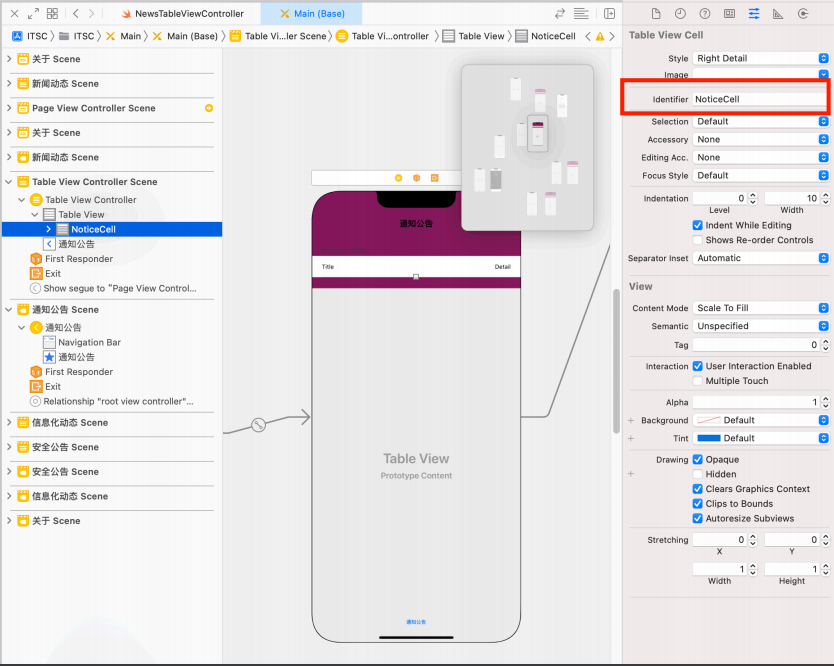 NewsTableViewController
Main (Base)
ITSC
ITSC
Main
Main (Base)
Table Vi...ler Scene
Table Vi...ontroller
Table View
NoticeCell
关于 Scene
新闻动态 Scene
Page View Controller Scene
关于 Scene
新闻动态 Scene
Table View Controller Scene
Table View Controller
Table View
NoticeCell
通知公告
First Responder
Exit
Show segue to "Page View Control...
通知公告 Scene
通知公告
Navigation Bar
通知公告
First Responder
Exit
Relationship "root view controller"...
信息化动态 Scene
安全公告 Scene
安全公告 Scene
信息化动态 Scene
关于 Scene
通知公告
Title
Detail
Table View
Prototype Content
通知公告
Table View Cell
Style Right Detail
Image
Identifier NoticeCell
Selection Default
Accessory None
Editing Acc. None
Focus Style Default
Indentation 0 10
Level Width
Indent While Editing
Shows Re-order Controls
Separator Inset Automatic
View
Content Mode Scale To Fill
Semantic Unspecified
Tag 0
Interaction User Interaction Enabled
Multiple Touch
Alpha 1
+ Background Default
+ Tint Default
Drawing Opaque
+ Hidden
Clears Graphics Context
Clips to Bounds
Autoresize Subviews
Stretching 0 0
X Y
1 1
Width Height